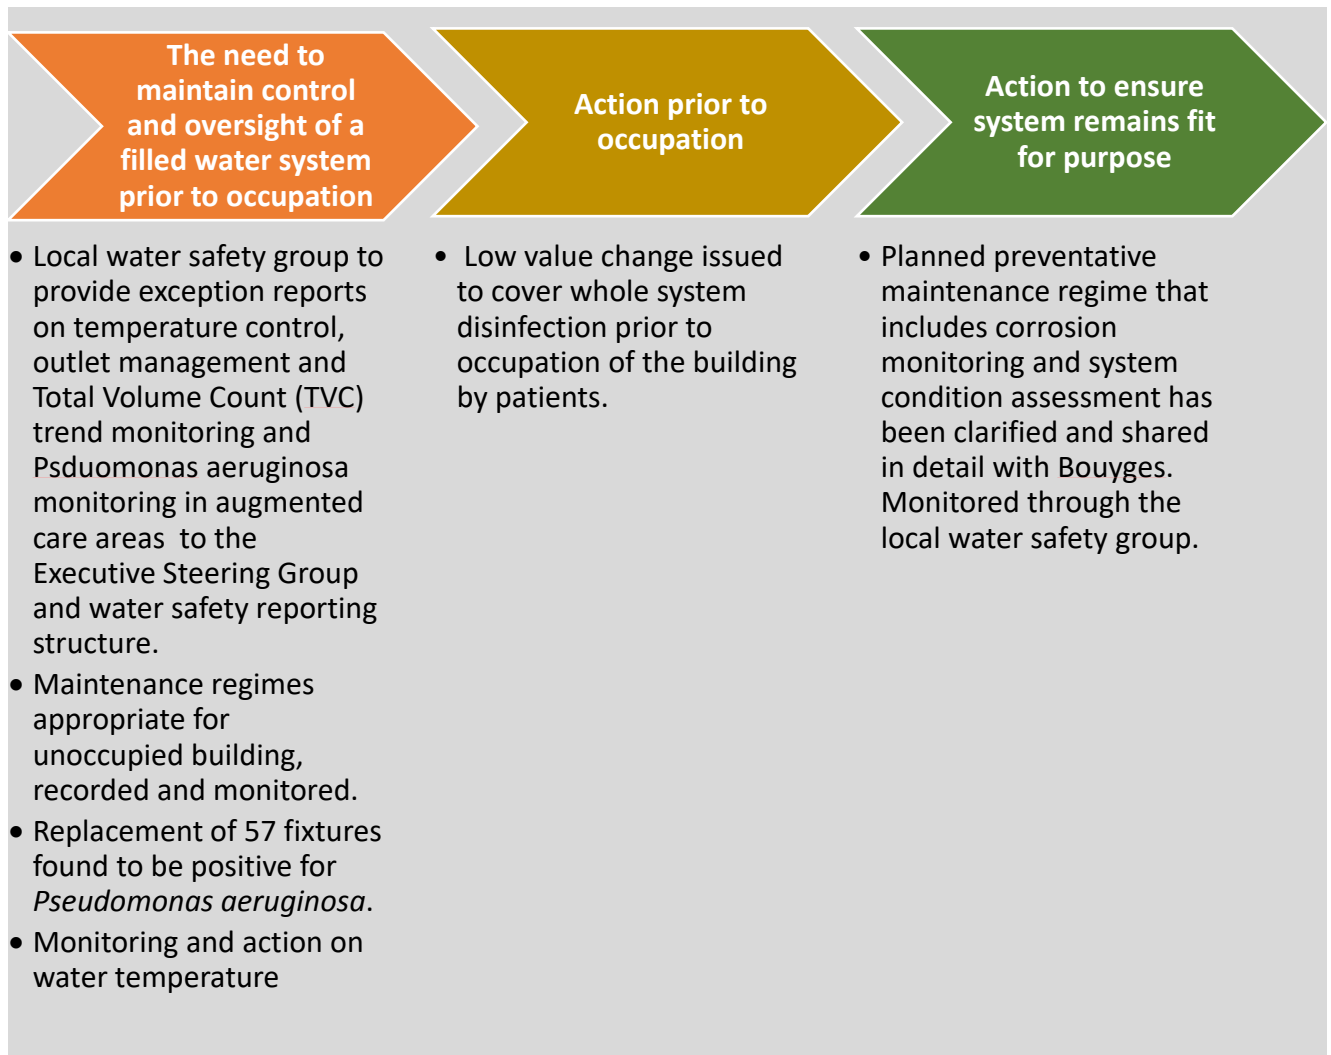 The need to
maintain control
and oversight of a
filled water system
prior to occupation
• Local water safety group to
provide exception reports
on temperature control,
outlet management and
Total Volume Count (TVC)
trend monitoring and
Psduomonas aeruginosa
monitoring in augmented
care areas to the
Executive Steering Group
and water safety reporting
structure.
• Maintenance regimes
appropriate for
unoccupied building,
recorded and monitored.
• Replacement of 57 fixtures
found to be positive for
Pseudomonas aeruginosa.
• Monitoring and action on
water temperature
Action prior to
occupation
• Low value change issued
to cover whole system
disinfection prior to
occupation of the building
by patients.
Action to ensure
system remains fit
for purpose
• Planned preventative
maintenance regime that
includes corrosion
monitoring and system
condition assessment has
been clarified and shared
in detail with Bouyges.
Monitored through the
local water safety group.